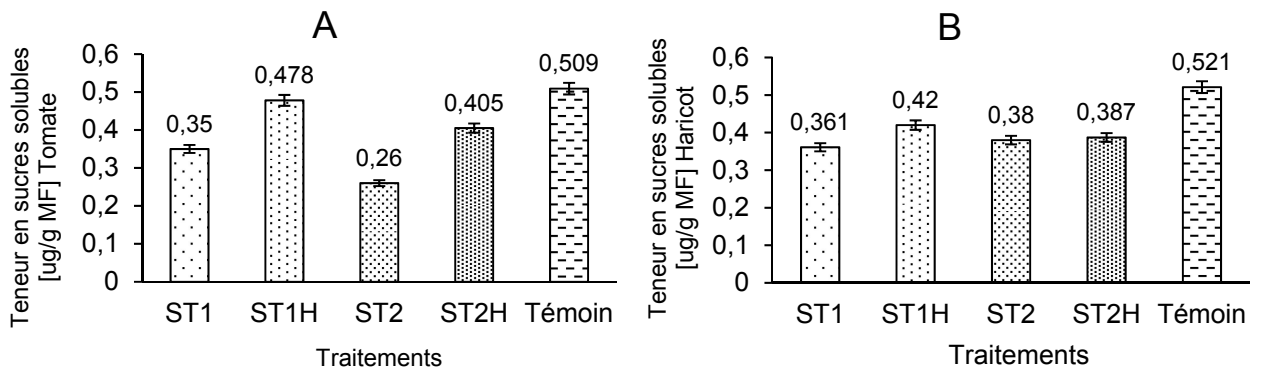 A
Teneur en sucres solubles
[ug/g MF] Tomate
0,6
0,5
0,4
0,3
0,2
0,1
0
0,35
0,478
0,26
0,405
0,509
ST1 ST1H ST2 ST2H Témoin
Traitements
B
Teneur en sucres solubles
[ug/g MF] Haricot
0,6
0,5
0,4
0,3
0,2
0,1
0
0,361
0,42
0,38
0,387
0,521
ST1 ST1H ST2 ST2H Témoin
Traitements